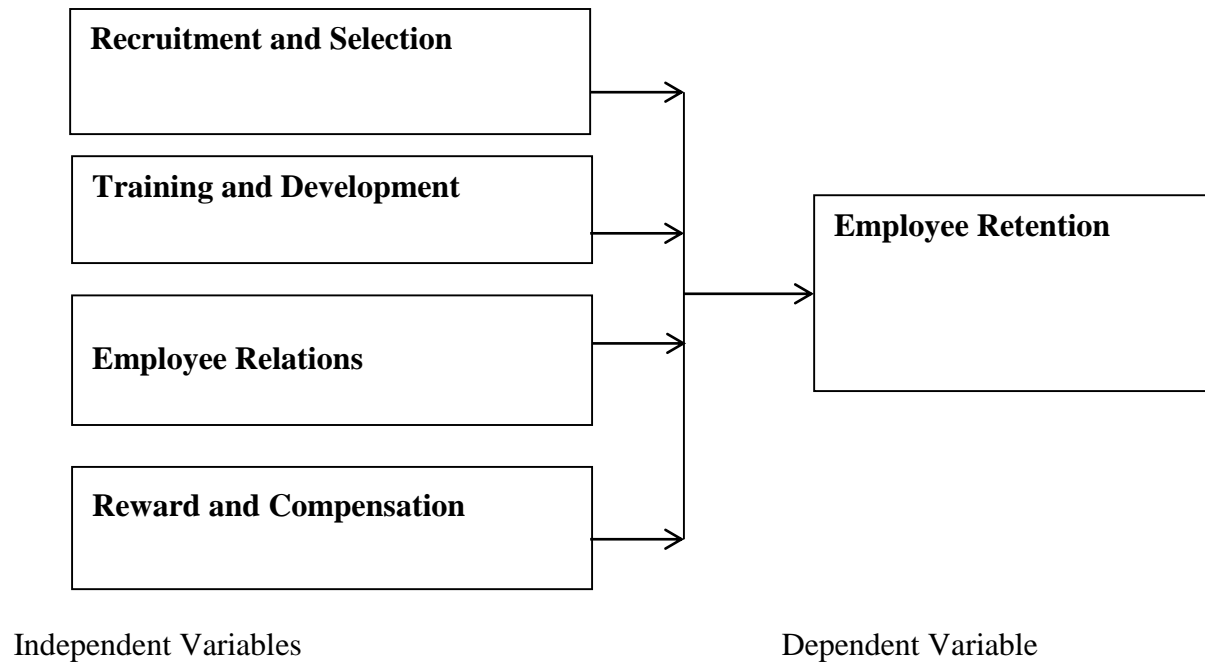 Recruitment and Selection
Training and Development
Employee Retention
Employee Relations
Reward and Compensation
Independent Variables
Dependent Variable